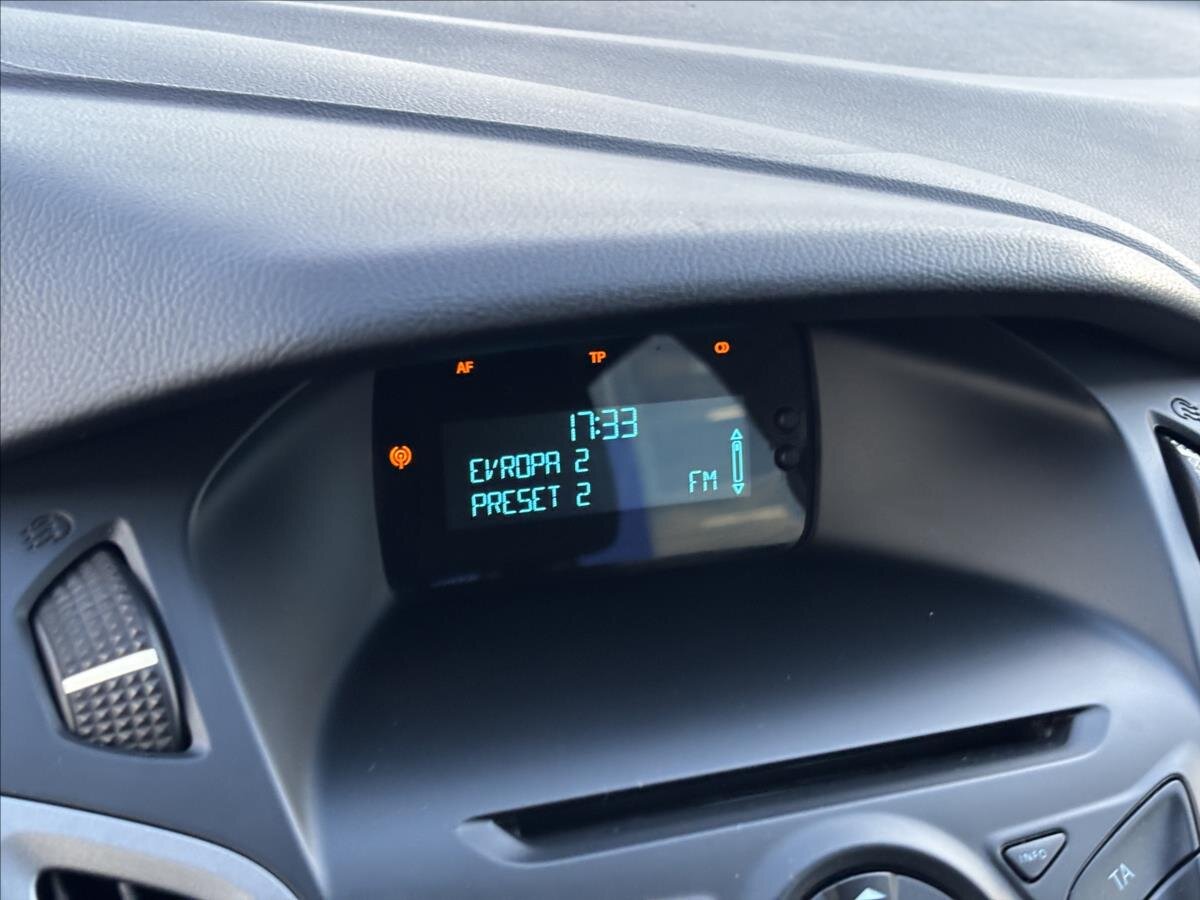 AF TP
17:33
EVROPA 2
PRESET 2 FM
INFO
TA